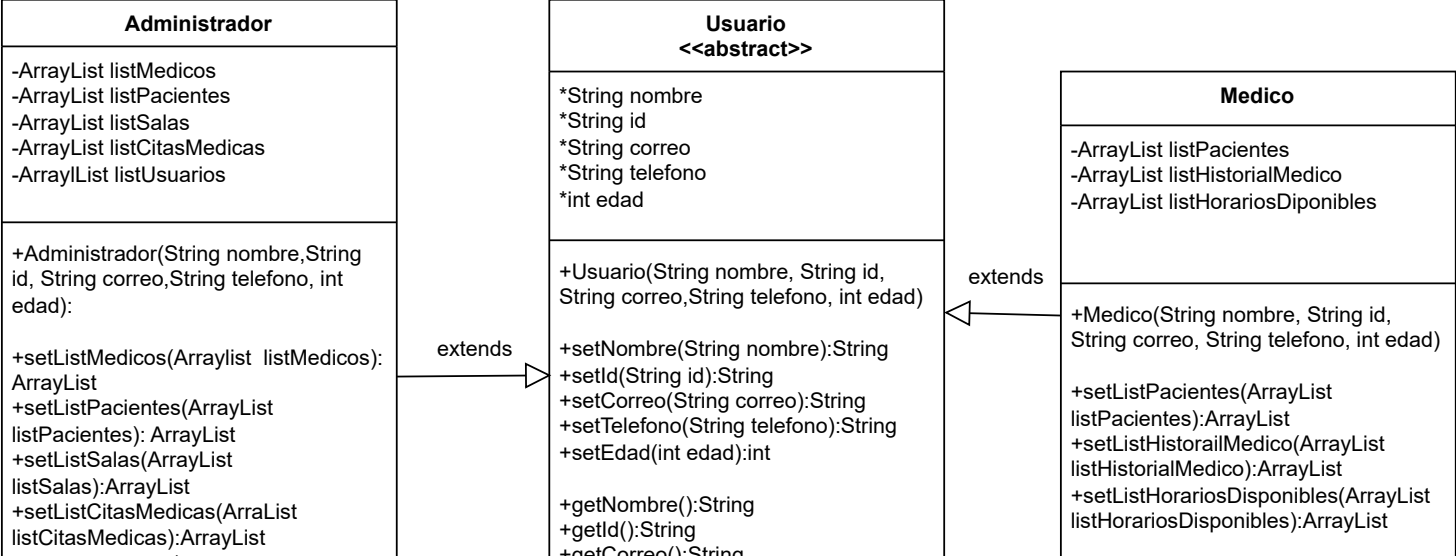 Administrador
-ArrayList listMedicos
-ArrayList listPacientes
-ArrayList listSalas
-ArrayList listCitasMedicas
-ArraylList listUsuarios
+Administrador(String nombre,String
id, String correo,String telefono, int
edad):
+setListMedicos(Arraylist  listMedicos):
ArrayList
+setListPacientes(ArrayList
listPacientes): ArrayList
+setListSalas(ArrayList
listSalas):ArrayList
+setListCitasMedicas(ArraList
listCitasMedicas):ArrayList
extends
Usuario
<<abstract>>
*String nombre
*String id
*String correo
*String telefono
*int edad
+Usuario(String nombre, String id,
String correo,String telefono, int edad)
+setNombre(String nombre):String
+setId(String id):String
+setCorreo(String correo):String
+setTelefono(String telefono):String
+setEdad(int edad):int
+getNombre():String
+getId():String
+getCorreo():String
extends
Medico
-ArrayList listPacientes
-ArrayList listHistorialMedico
-ArrayList listHorariosDiponibles
+Medico(String nombre, String id,
String correo, String telefono, int edad)
+setListPacientes(ArrayList
listPacientes):ArrayList
+setListHistorailMedico(ArrayList
listHistorialMedico):ArrayList
+setListHorariosDisponibles(ArrayList
listHorariosDisponibles):ArrayList